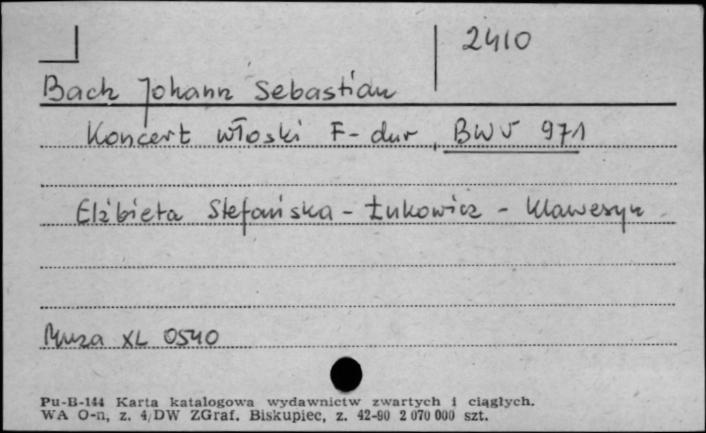 2410
Bach Johann Sebastian
Koncert włoski F-dur, BWV 971
Elżbieta Stefańska-Łukowicz - klawesyn
Muza XL 0540
Pu-B-144 Karta katalogowa wydawnictw zwartych i ciągłych.
WA O-n, z. 4/DW ZGraf. Biskupiec, z. 42-90 2 070 000 szt.